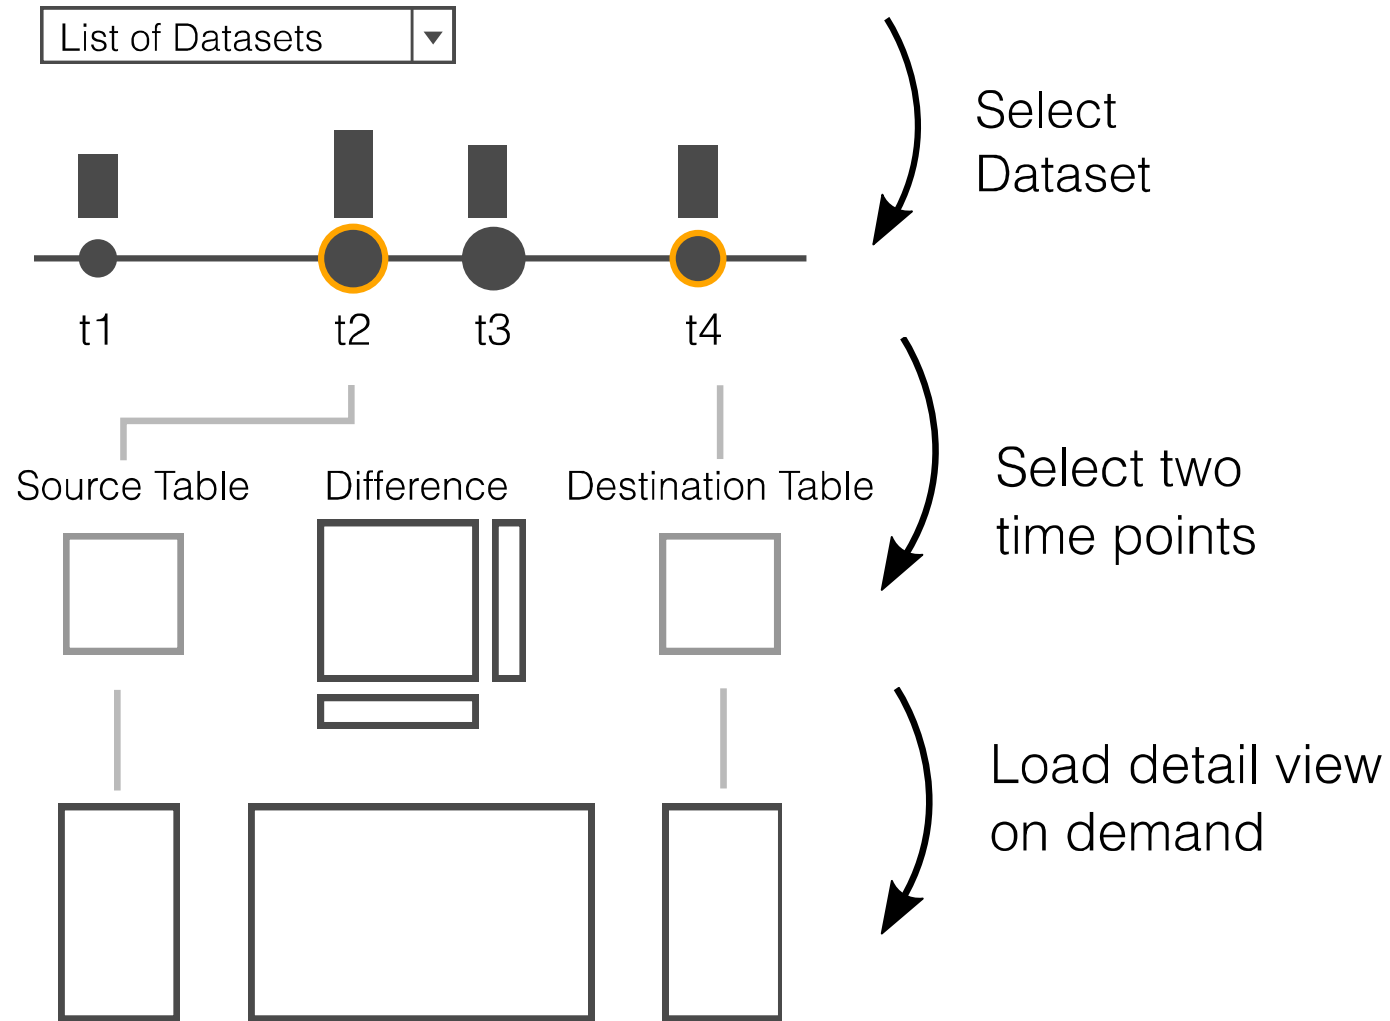 List of Datasets
Select
Dataset
t1 t2 t3 t4
Select two
time points
Source Table Difference Destination Table
Load detail view
on demand